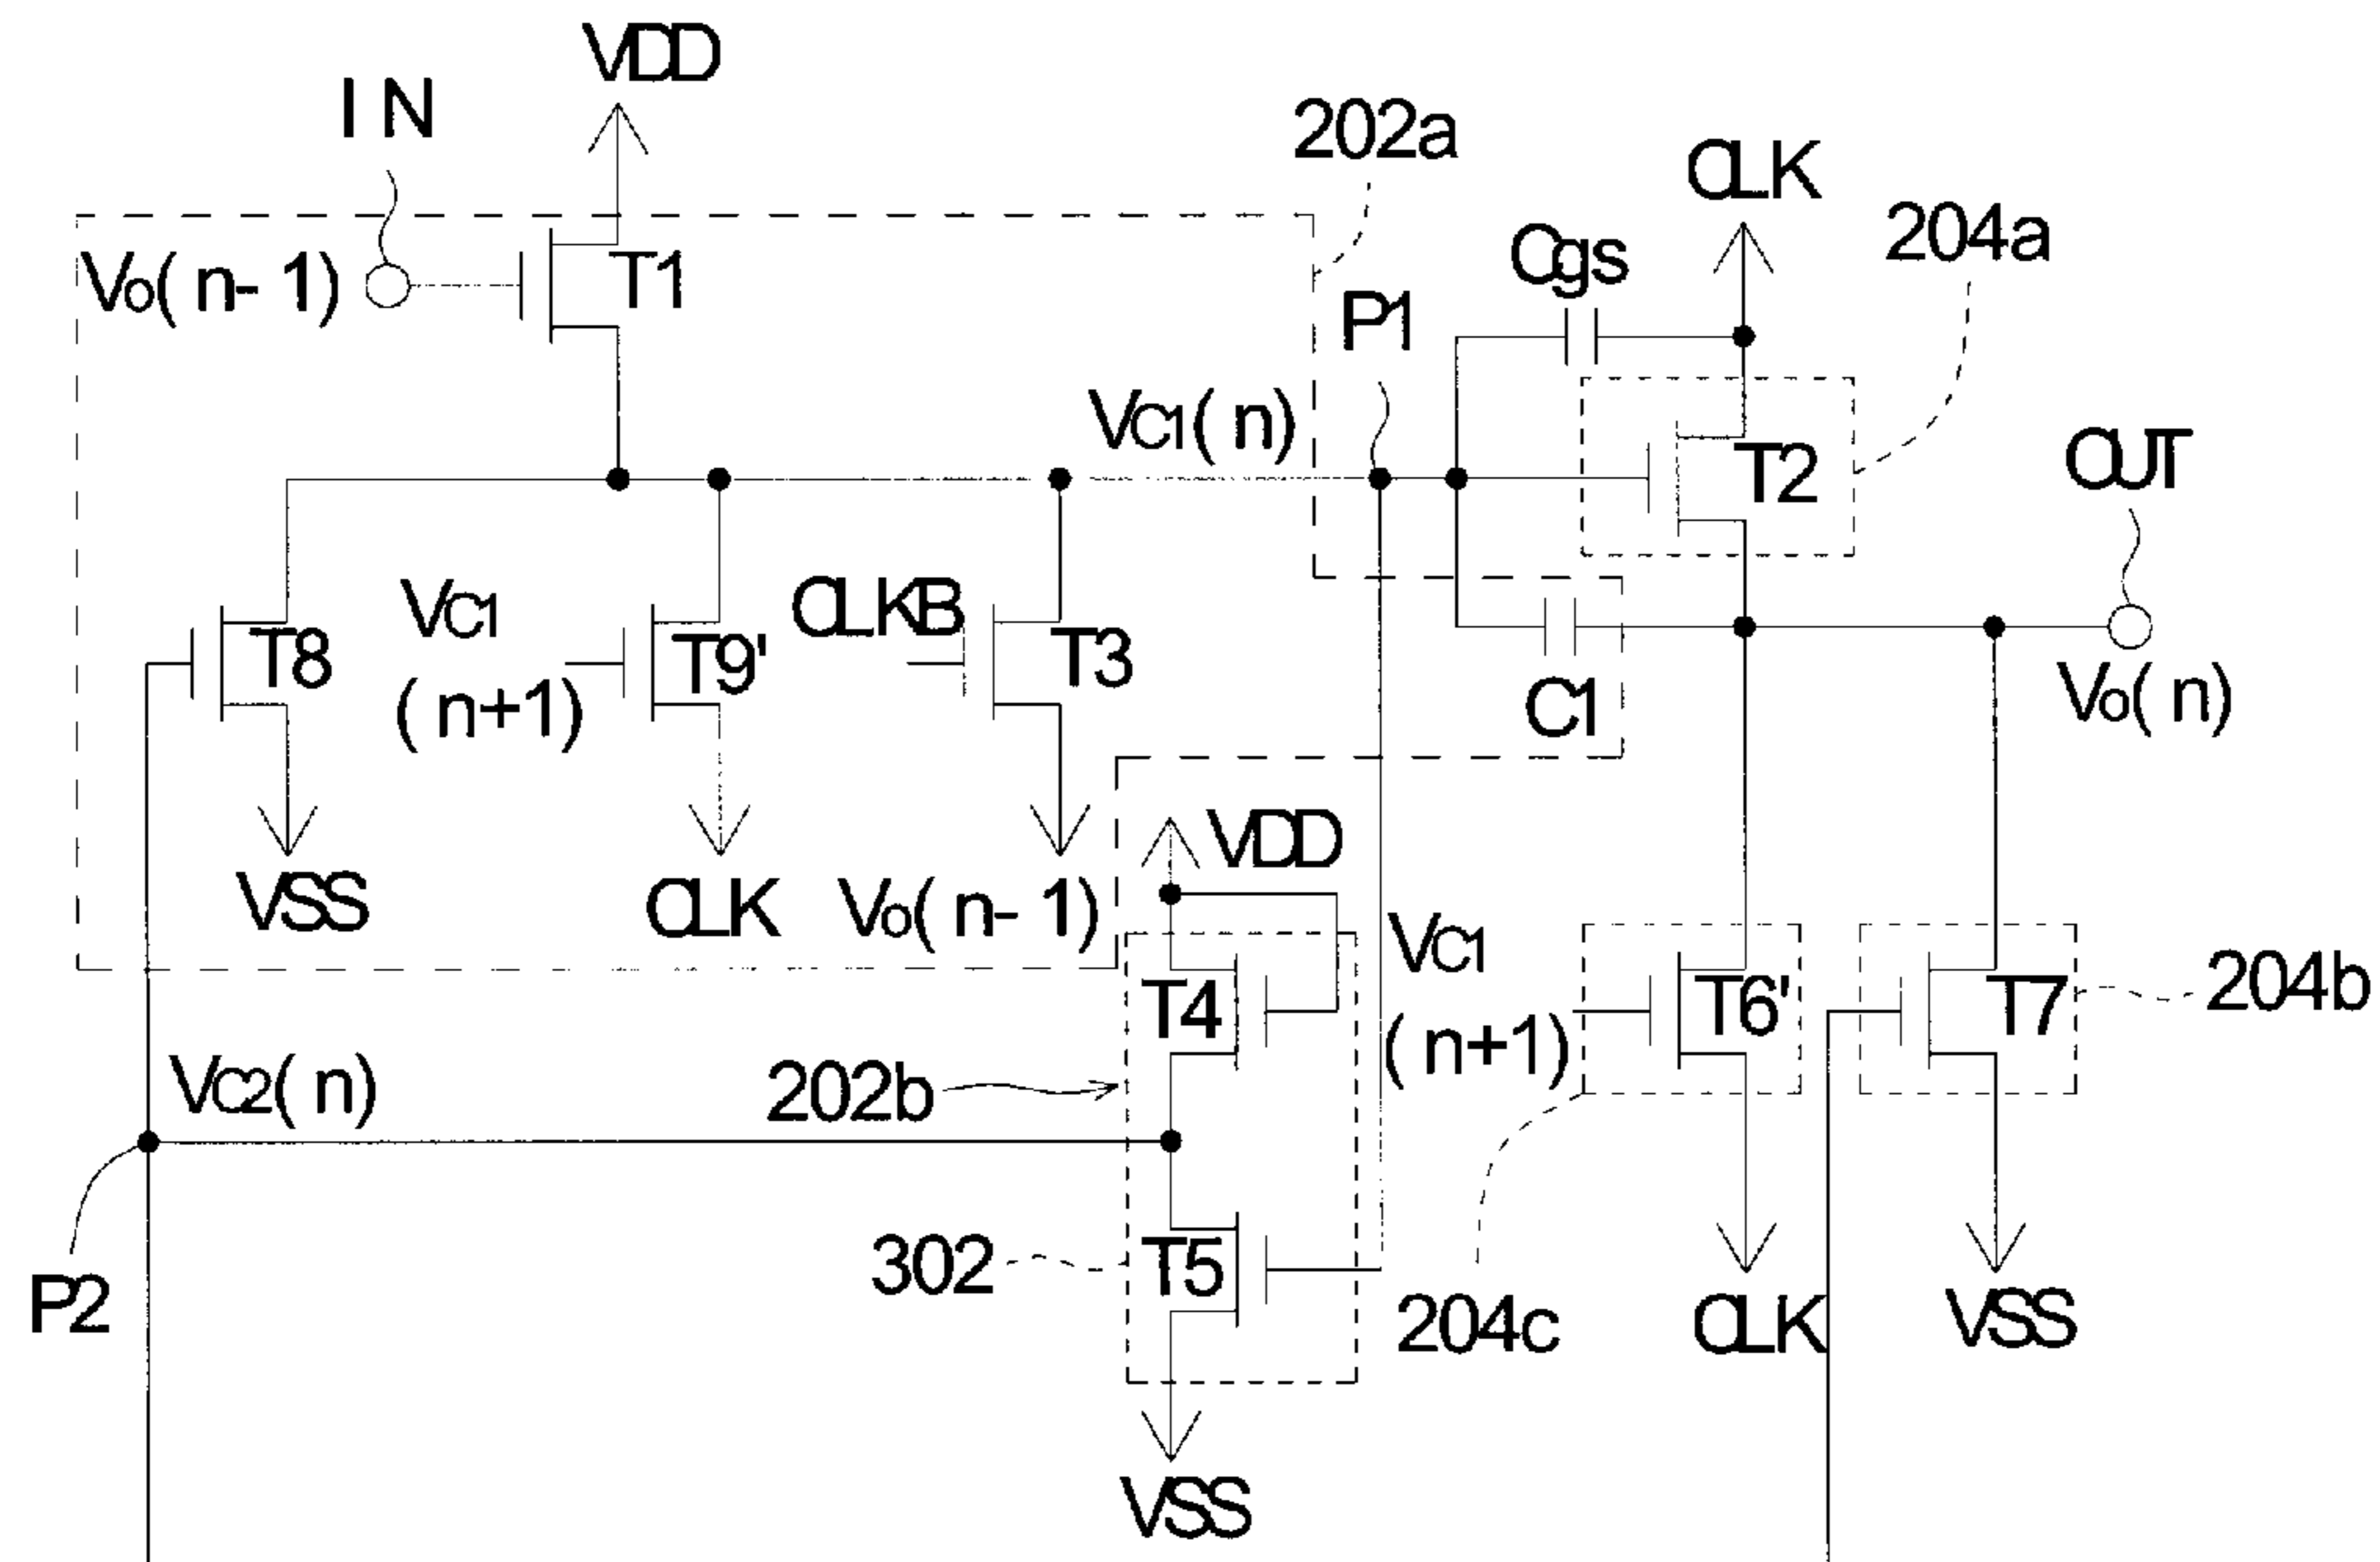 VDD
IN
202a
CLK
204a
Cgs
Vo(n-1)
T1
P1
VC1(n)
T2
OUT
VC1
(n+1)
CLKB
T8
T9'
T3
C1
Vo(n)
VDD
VSS
CLK
Vo(n-1)
VC1
(n+1)
T4
T6'
T7
204b
VC2(n)
202b
302
T5
P2
204c
CLK
VSS
VSS